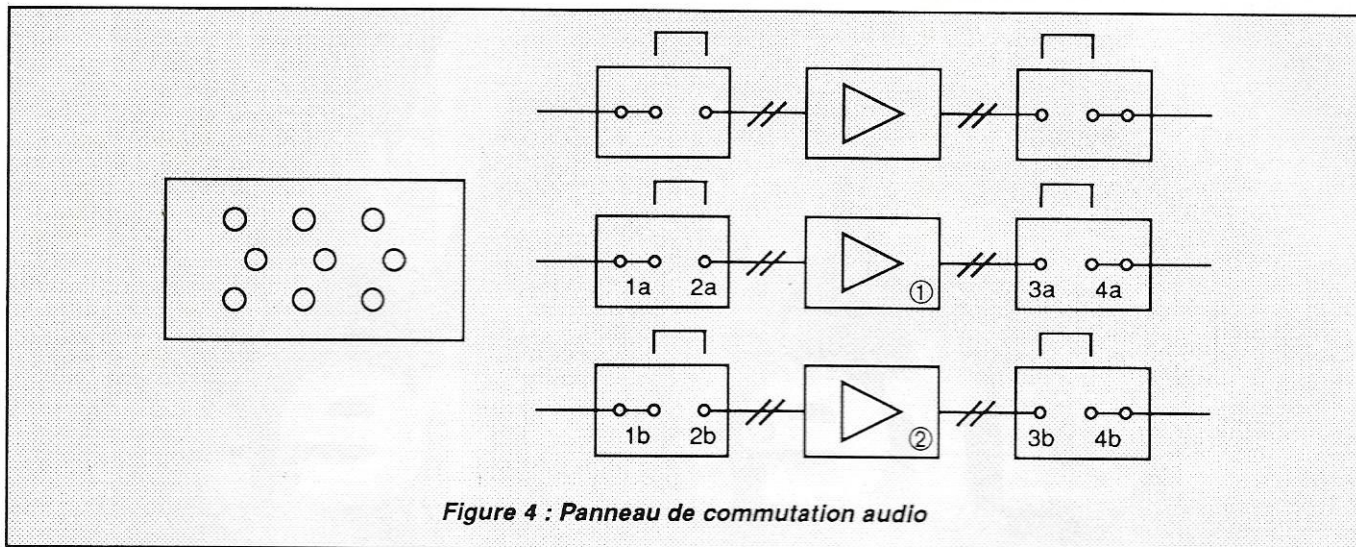 1a 2a ① 3a 4a
1b 2b ② 3b 4b
Figure 4 : Panneau de commutation audio